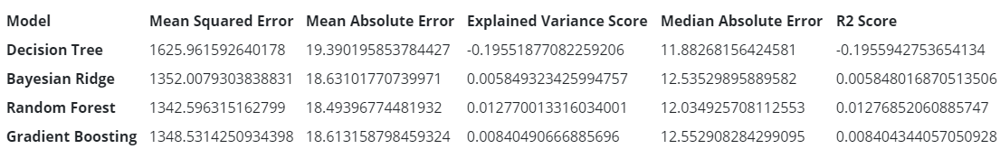 Model Mean Squared Error Mean Absolute Error Explained Variance Score Median Absolute Error R2 Score
Decision Tree 1625.961592640178 19.390195853784427 -0.19551877082259206 11.88268156424581 -0.1955942753654134
Bayesian Ridge 1352.0079303838831 18.63101770739971 0.005849323425994757 12.53529895889582 0.005848016870513506
Random Forest 1342.596315162799 18.49396774481932 0.012770013316034001 12.034925708112553 0.01276852060885747
Gradient Boosting 1348.5314250934398 18.613158798459324 0.00840490666885696 12.552908284299095 0.008404344057050928